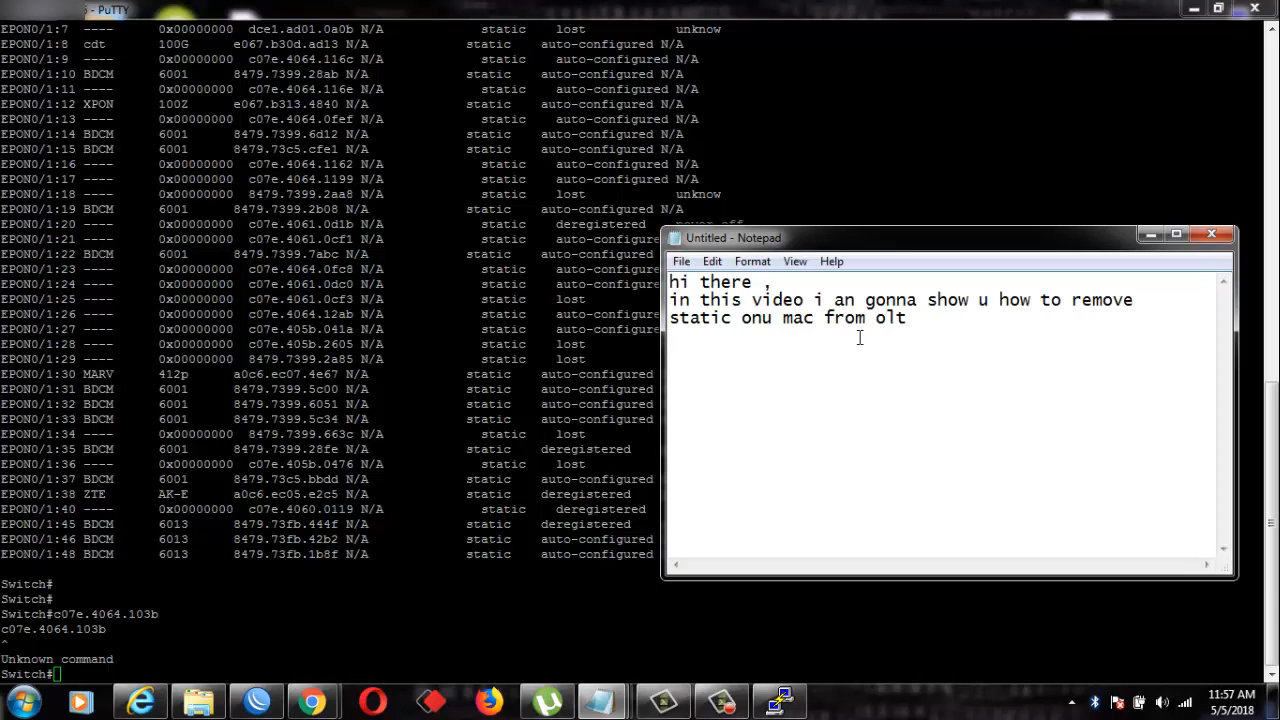 - PuTTY
EPON0/1:7 ---- 0x00000000 dce1.ad01.0a0b N/A static lost unknow
EPON0/1:8 cdt 100G e067.b30d.ad13 N/A static auto-configured N/A
EPON0/1:9 ---- 0x00000000 c07e.4064.116c N/A static auto-configured N/A
EPON0/1:10 BDCM 6001 8479.7399.28ab N/A static auto-configured N/A
EPON0/1:11 ---- 0x00000000 c07e.4064.116e N/A static auto-configured N/A
EPON0/1:12 XPON 100Z e067.b313.4840 N/A static auto-configured N/A
EPON0/1:13 ---- 0x00000000 c07e.4064.0fef N/A static auto-configured N/A
EPON0/1:14 BDCM 6001 8479.7399.6d12 N/A static auto-configured N/A
EPON0/1:15 BDCM 6001 8479.73c5.cfe1 N/A static auto-configured N/A
EPON0/1:16 ---- 0x00000000 c07e.4064.1162 N/A static auto-configured N/A
EPON0/1:17 ---- 0x00000000 c07e.4064.1199 N/A static auto-configured N/A
EPON0/1:18 ---- 0x00000000 8479.7399.2aa8 N/A static lost unknow
EPON0/1:19 BDCM 6001 8479.7399.2b08 N/A static auto-configured N/A
EPON0/1:20 ---- 0x00000000 c07e.4061.0d1b N/A static deregistered power off
EPON0/1:21 ---- 0x00000000 c07e.4061.0cf1 N/A static auto-configure
EPON0/1:22 BDCM 6001 8479.7399.7abc N/A static auto-configured
EPON0/1:23 ---- 0x00000000 c07e.4061.0fc8 N/A static auto-configure
EPON0/1:24 ---- 0x00000000 c07e.4061.0dc0 N/A static auto-configure
EPON0/1:25 ---- 0x00000000 c07e.4061.0cf3 N/A static lost
EPON0/1:26 ---- 0x00000000 c07e.4064.12ab N/A static auto-configure
EPON0/1:27 ---- 0x00000000 c07e.405b.041a N/A static auto-configure
EPON0/1:28 ---- 0x00000000 c07e.405b.2605 N/A static lost
EPON0/1:29 ---- 0x00000000 8479.7399.2a85 N/A static lost
EPON0/1:30 MARV 412p a0c6.ec07.4e67 N/A static auto-configured
EPON0/1:31 BDCM 6001 8479.7399.5c00 N/A static auto-configured
EPON0/1:32 BDCM 6001 8479.7399.6051 N/A static auto-configured
EPON0/1:33 BDCM 6001 8479.7399.5c34 N/A static auto-configured
EPON0/1:34 ---- 0x00000000 8479.7399.663c N/A static lost
EPON0/1:35 BDCM 6001 8479.7399.28fe N/A static deregistered
EPON0/1:36 ---- 0x00000000 c07e.405b.0476 N/A static lost
EPON0/1:37 BDCM 6001 8479.73c5.bbdd N/A static auto-configured
EPON0/1:38 ZTE AK-E a0c6.ec05.e2c5 N/A static deregistered
EPON0/1:40 ---- 0x00000000 c07e.4060.0119 N/A static deregistered
EPON0/1:45 BDCM 6013 8479.73fb.444f N/A static deregistered
EPON0/1:46 BDCM 6013 8479.73fb.42b2 N/A static auto-configured
EPON0/1:48 BDCM 6013 8479.73fb.1b8f N/A static auto-configured
Switch#
Switch#
Switch#c07e.4064.103b
c07e.4064.103b
^
Unknown command
Switch#
Untitled - Notepad
File Edit Format View Help
hi there ,
in this video i an gonna show u how to remove
static onu mac from olt
11:57 AM
5/5/2018